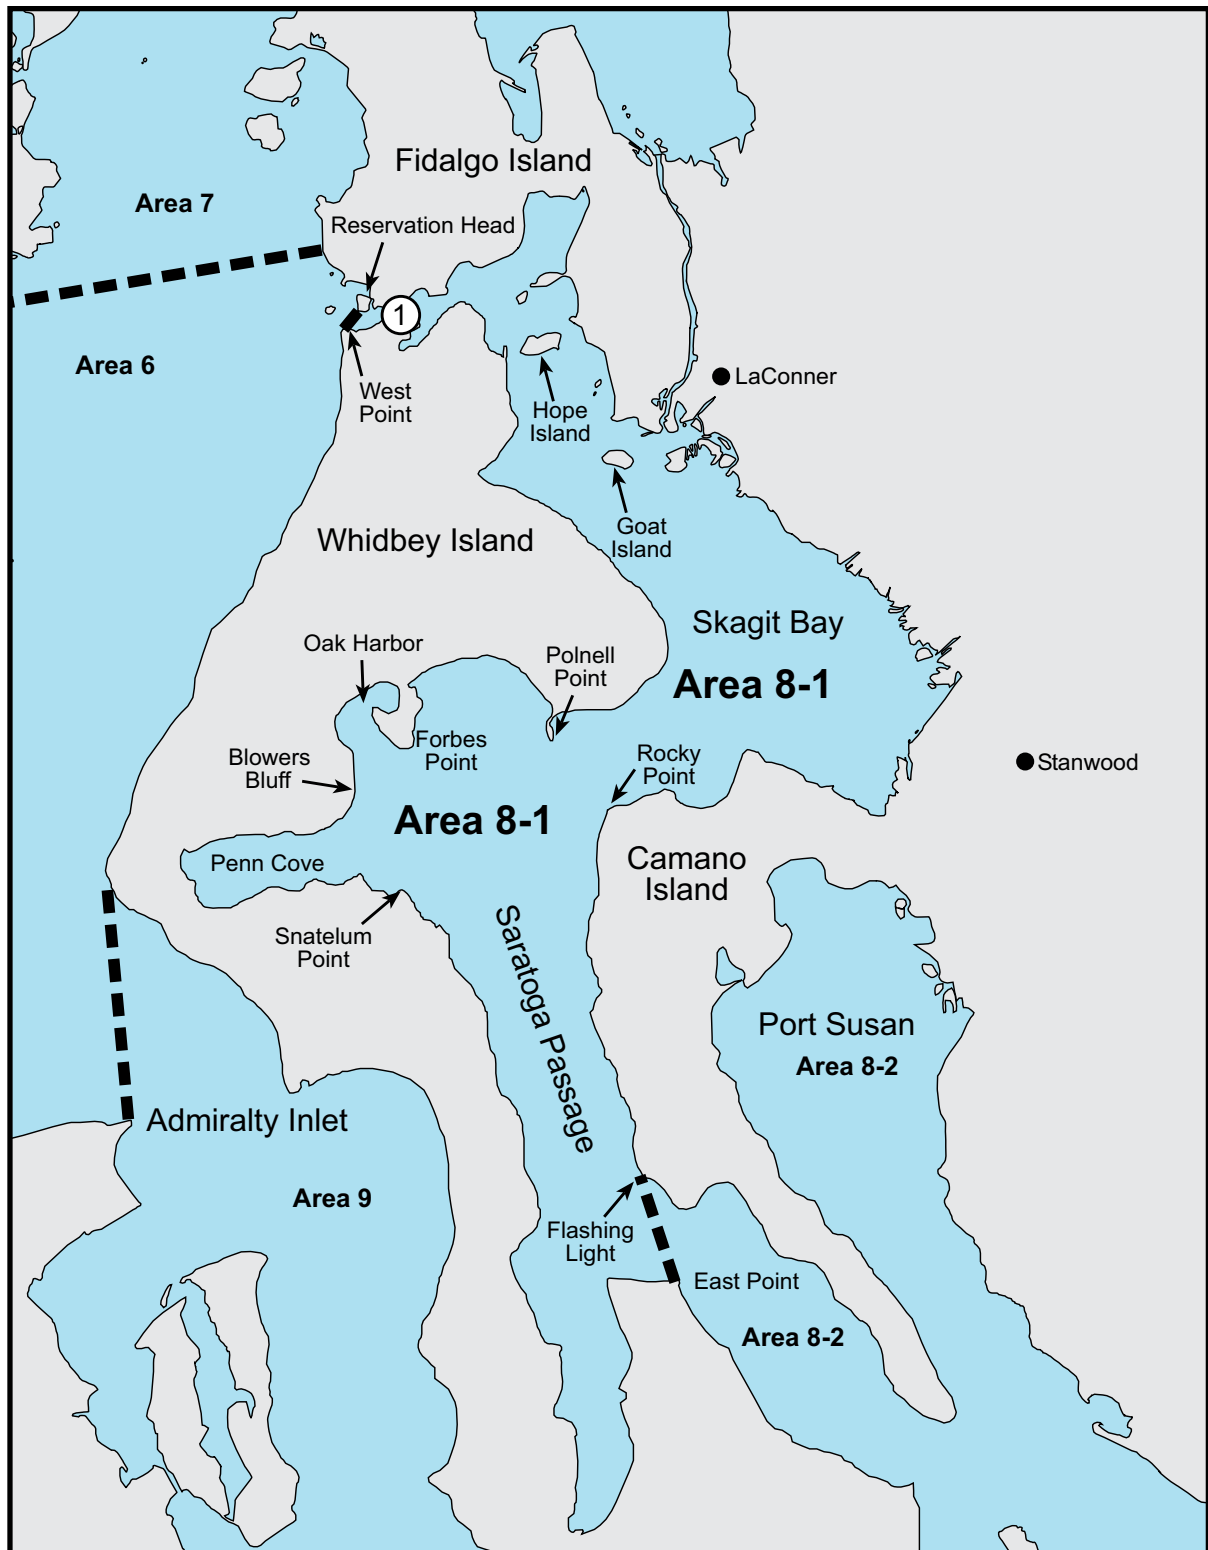 Fidalgo Island
Area 7
Reservation Head
1
Area 6
West
Point
LaConner
Hope
Island
Goat
Island
Whidbey Island
Skagit Bay
Area 8-1
Oak Harbor
Polnell
Point
Forbes
Point
Blowers
Bluff
Rocky
Point
Stanwood
Area 8-1
Penn Cove
Camano
Island
Snatelum
Point
Saratoga Passage
Port Susan
Area 8-2
Admiralty Inlet
Area 9
Flashing
Light
East Point
Area 8-2